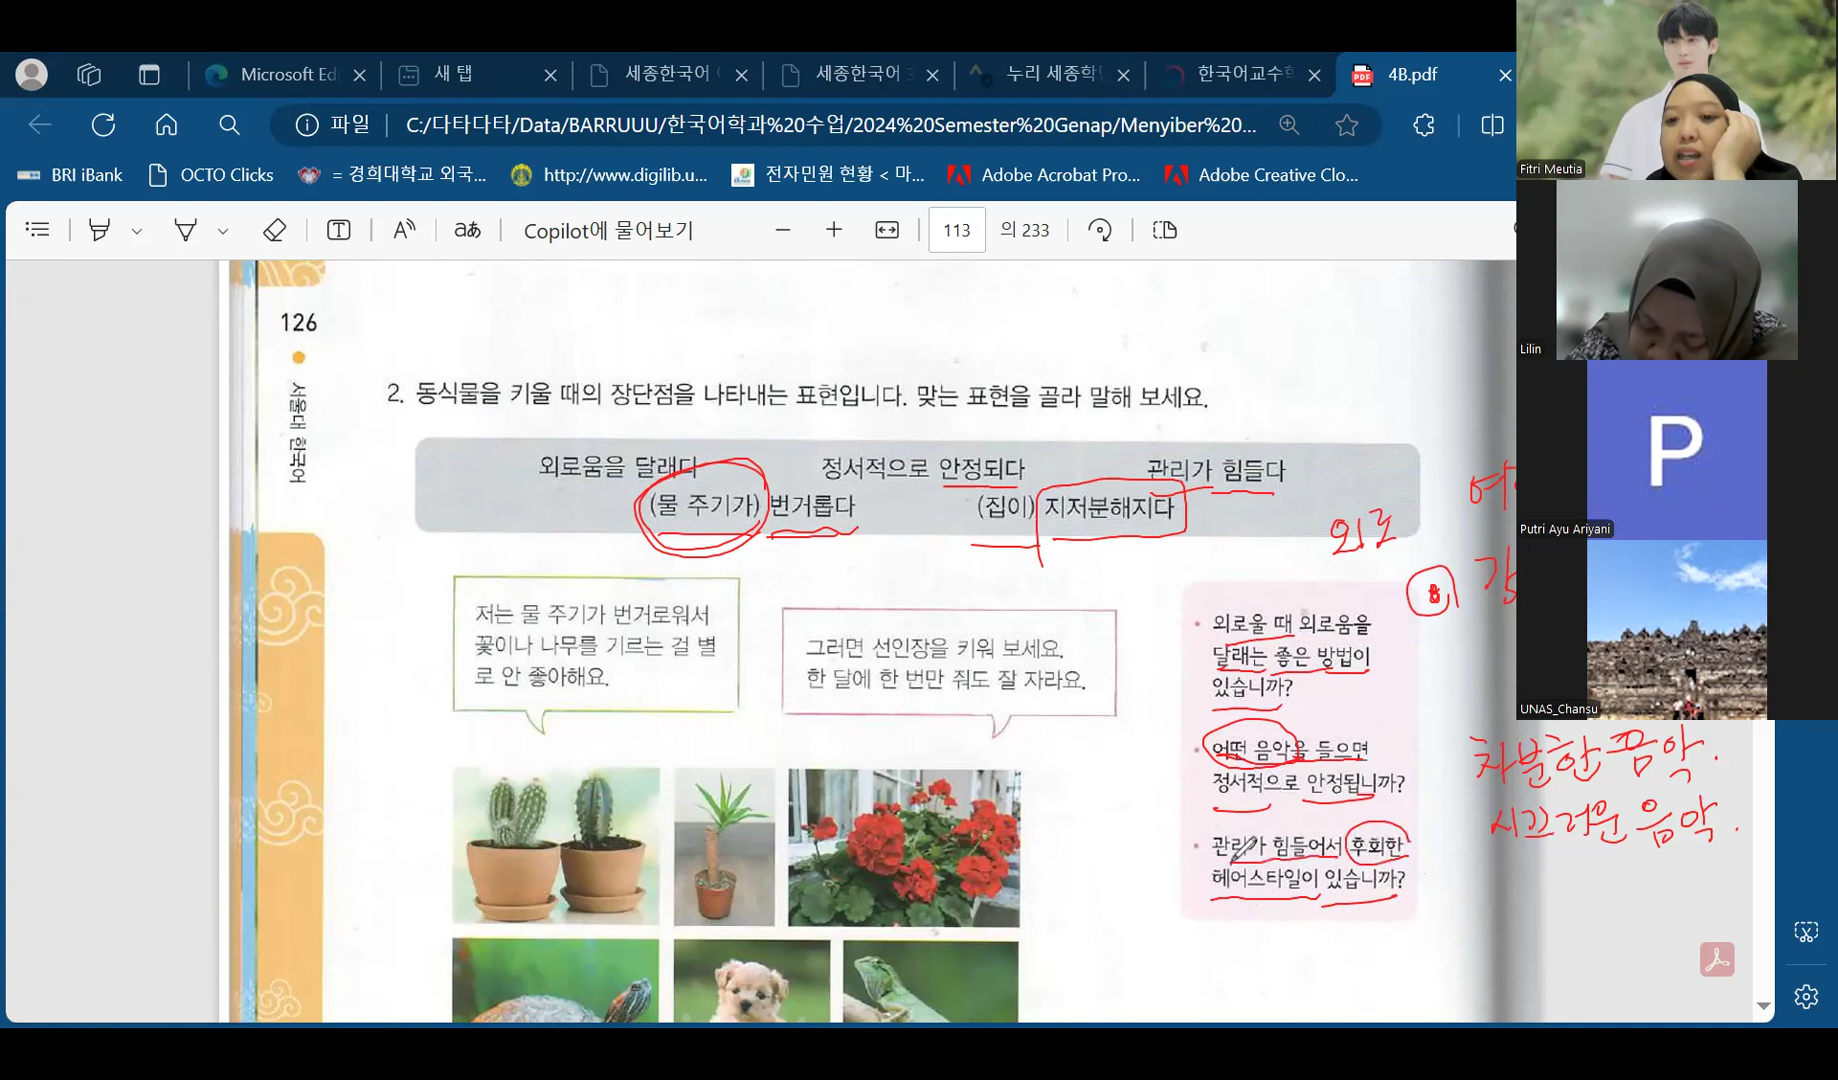 Microsoft Ed
새 탭
세종한국어
세종한국어 3
누리 세종학
한국어교수
4B.pdf
파일
C:/다타다타/Data/BARRUUU/한국어학과%20수업/2024%20Semester%20Genap/Menyiber%20...
BRI iBank
OCTO Clicks
= 경희대학교 외국...
http://www.digilib.u...
전자민원 현황 < 마...
Adobe Acrobat Pro...
Adobe Creative Clo...
Copilot에 물어보기
113 의 233
126
서울대 한국어
2. 동식물을 키울 때의 장단점을 나타내는 표현입니다. 맞는 표현을 골라 말해 보세요.
외로움을 달래다 정서적으로 안정되다 관리가 힘들다
(물 주기가) 번거롭다 (집이) 지저분해지다
외로
저는 물 주기가 번거로워서
꽃이나 나무를 기르는 걸 별
로 안 좋아해요.
그러면 선인장을 키워 보세요.
한 달에 한 번만 줘도 잘 자라요.
• 외로울 때 외로움을
달래는 좋은 방법이
있습니까?
• 어떤 음악을 들으면
정서적으로 안정됩니까?
• 관리가 힘들어서 후회한
헤어스타일이 있습니까?
차분한 음악.
시끄러운 음악.
Fitri Meutia
Lilin
P
Putri Ayu Ariyani
UNAS_Chansu